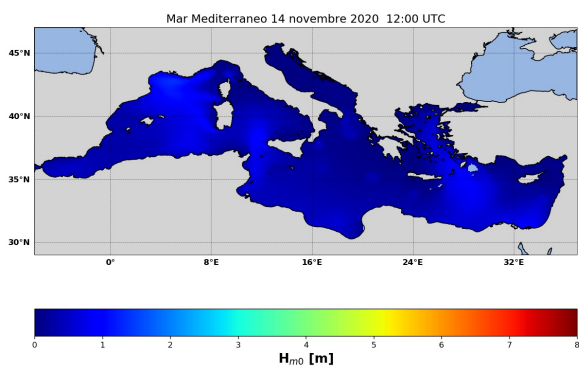 Mar Mediterraneo 14 novembre 2020  12:00 UTC
45°N
40°N
35°N
30°N
0° 8°E 16°E 24°E 32°E
0 1 2 3 4 5 6 7 8
Hm0 [m]